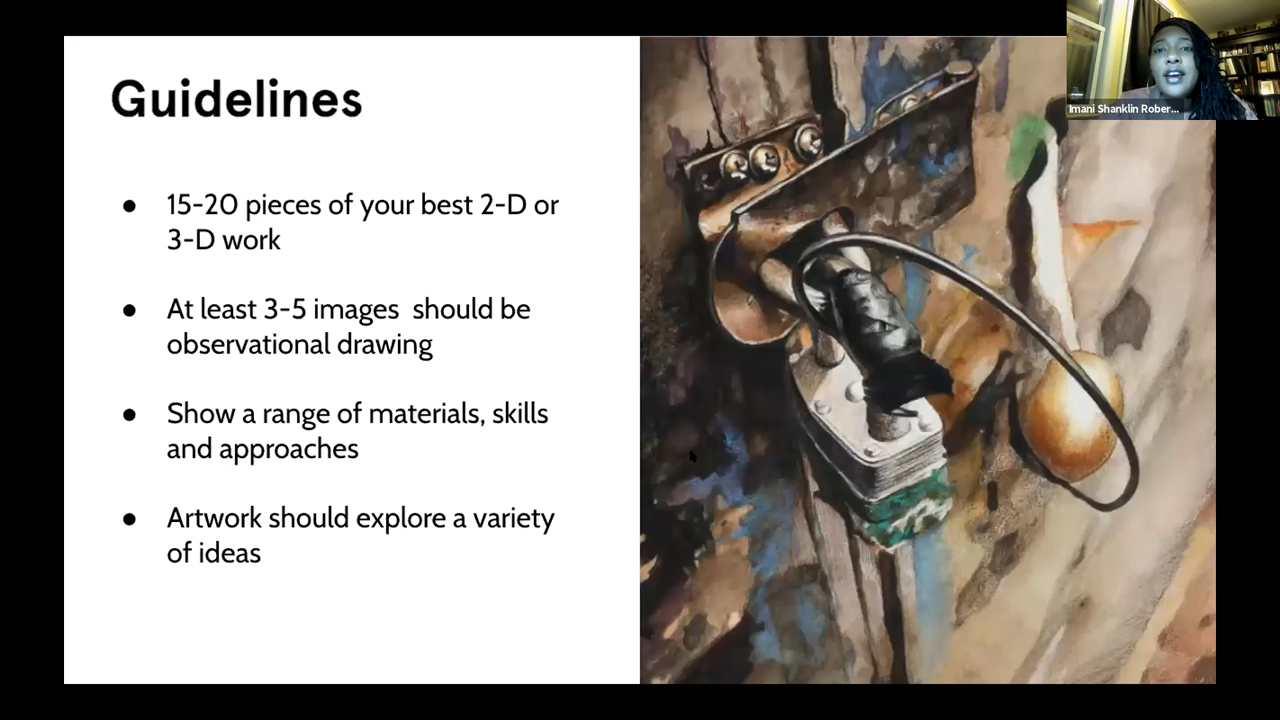 Guidelines
Imani Shanklin Rober...
● 15-20 pieces of your best 2-D or
3-D work
● At least 3-5 images should be
observational drawing
● Show a range of materials, skills
and approaches
● Artwork should explore a variety
of ideas